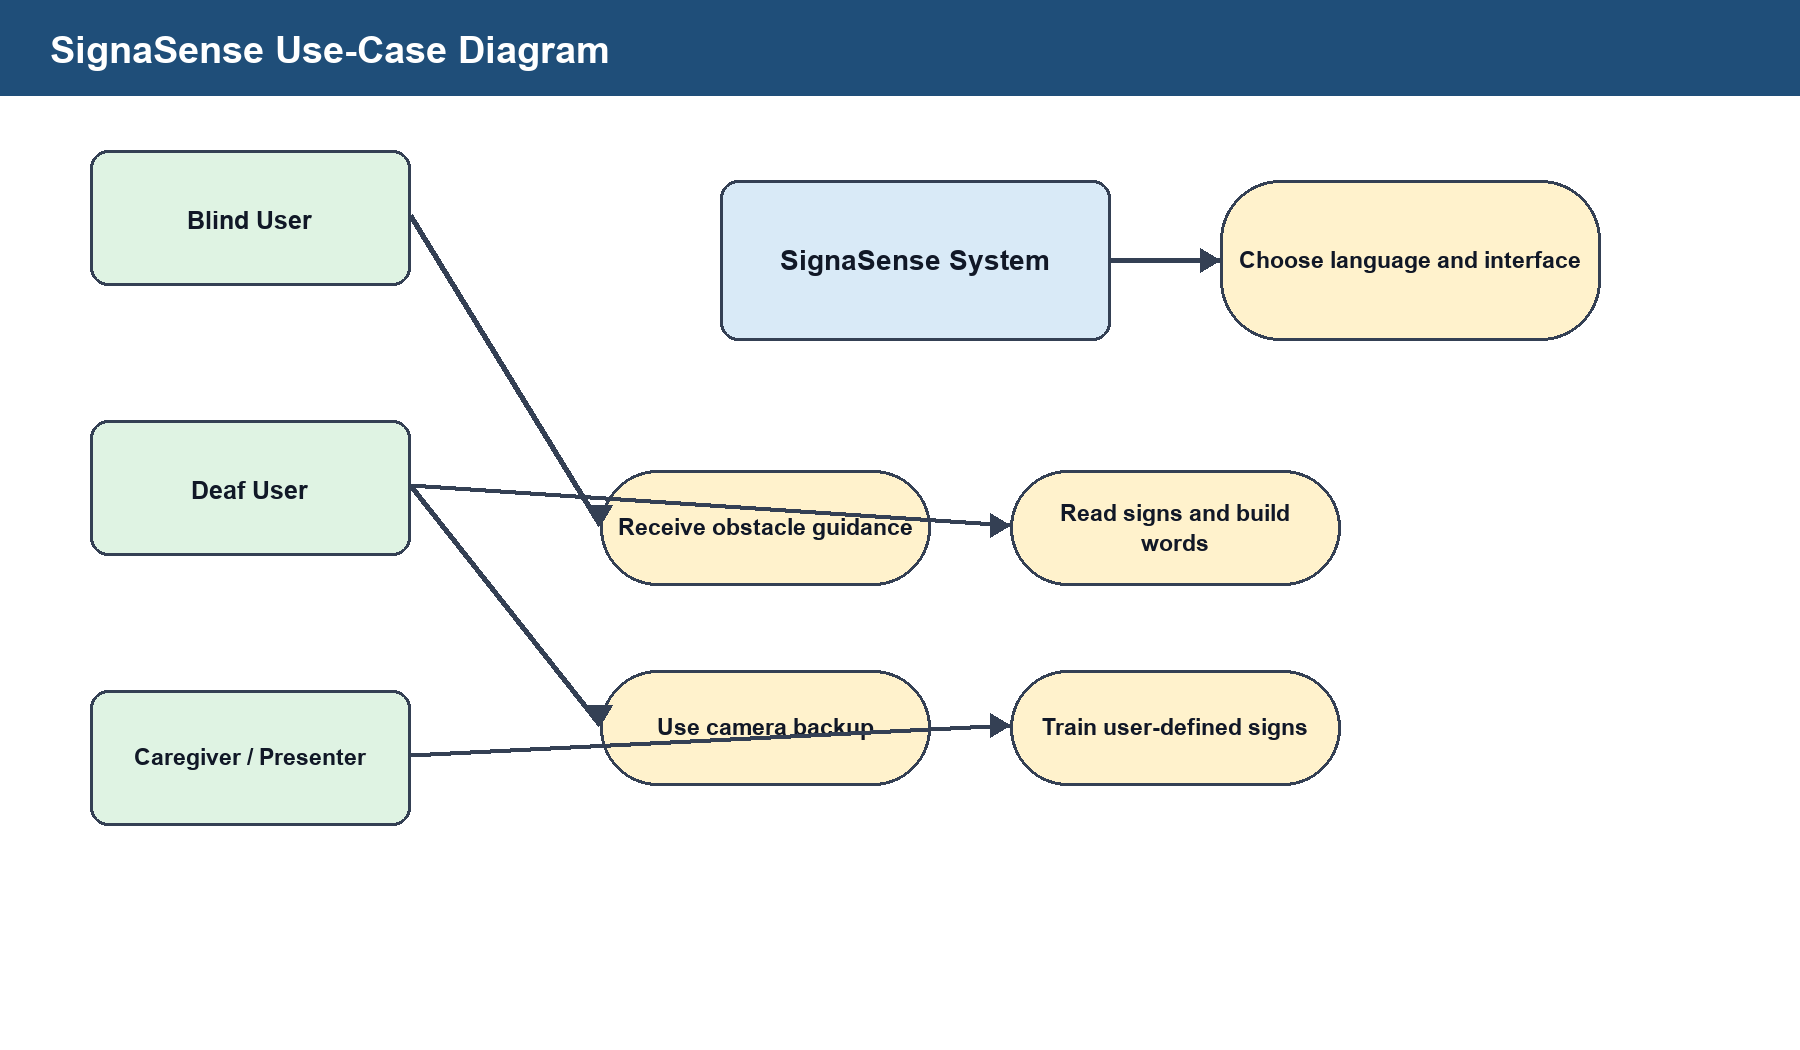 SignaSense Use-Case Diagram
Blind User
SignaSense System
Choose language and interface
Deaf User
Receive obstacle guidance
Read signs and build
words
Caregiver / Presenter
Use camera backup
Train user-defined signs